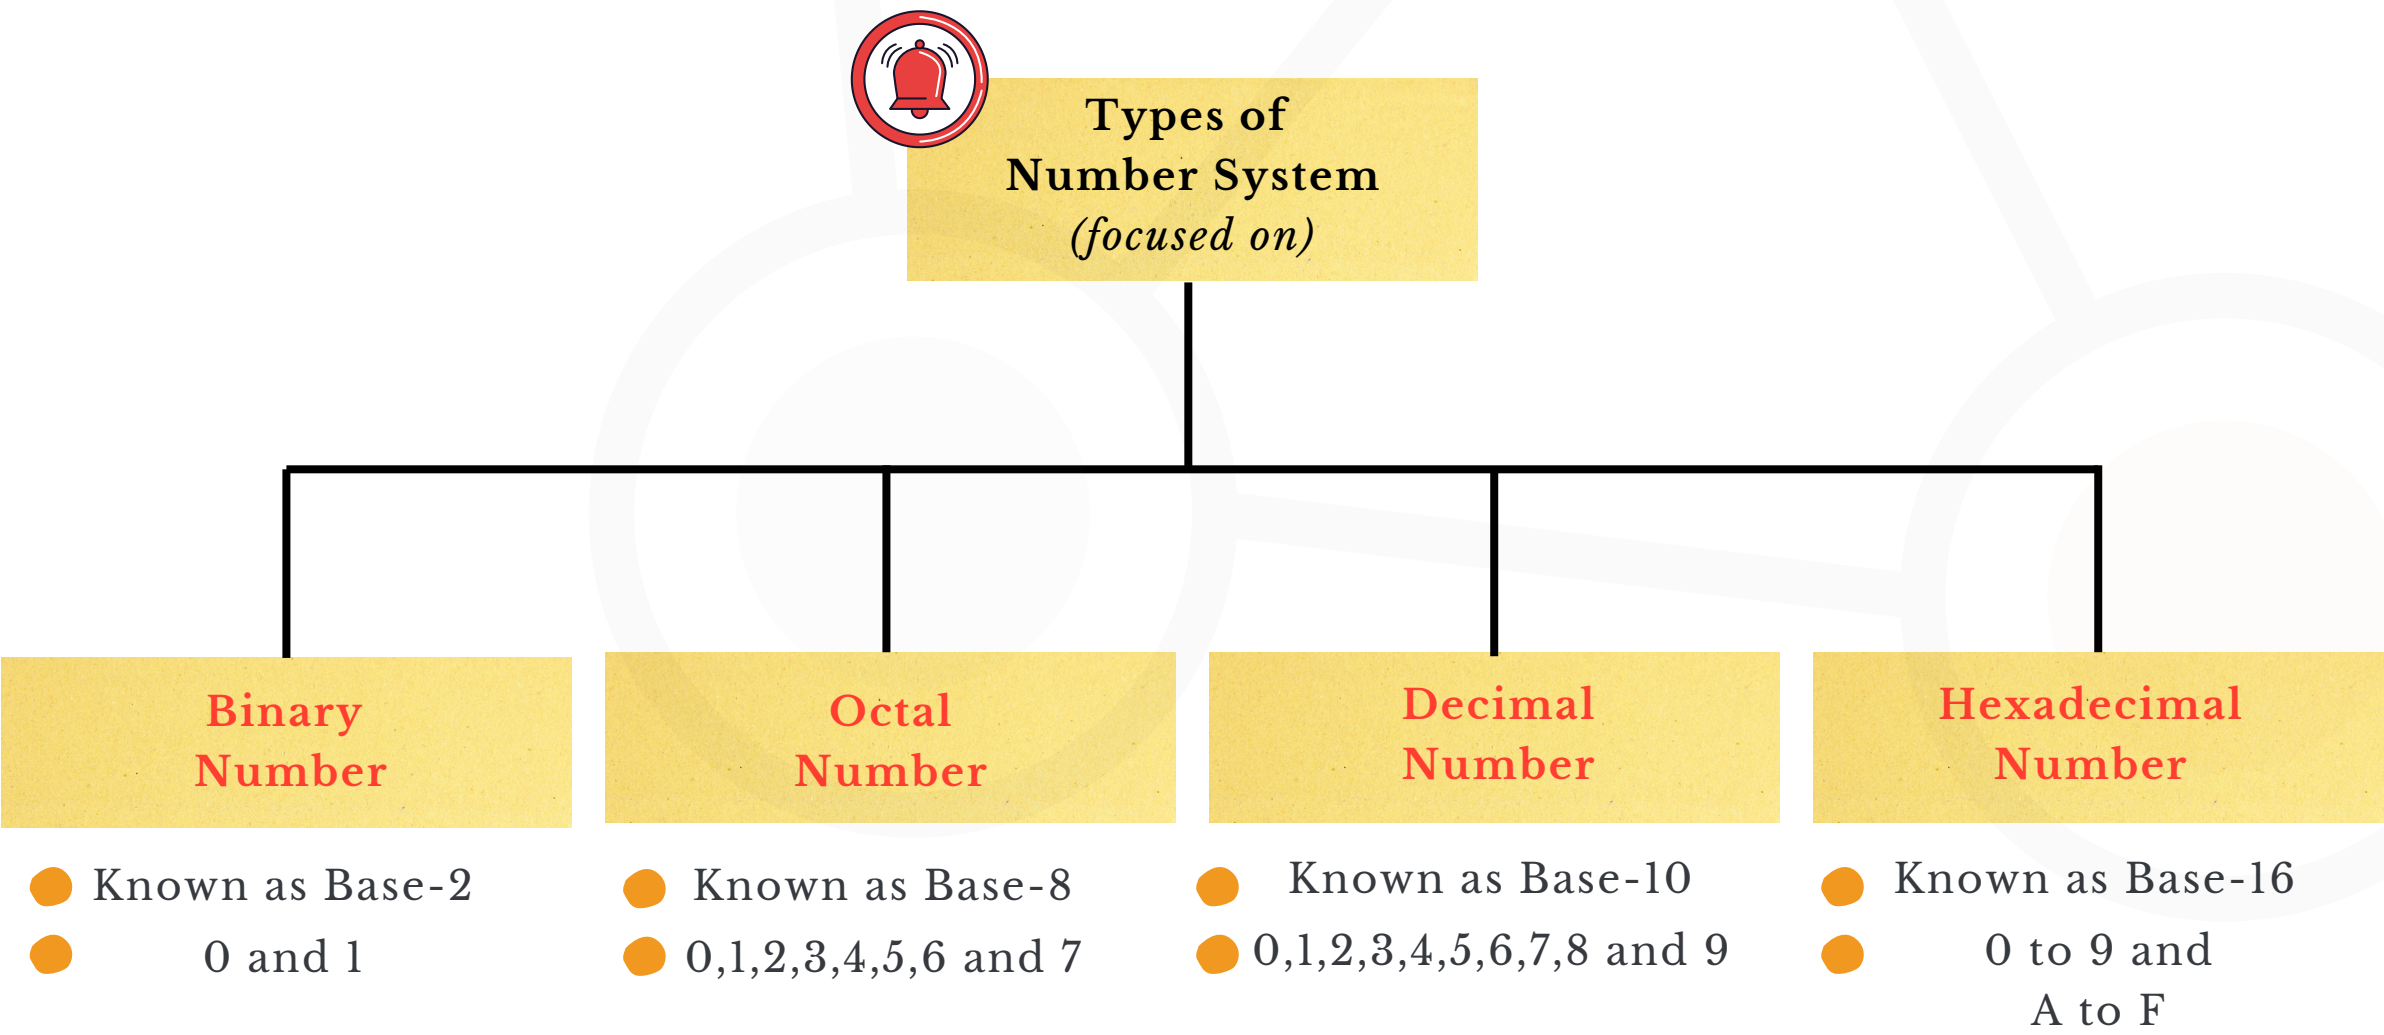 Types of
Number System
(focused on)
Binary
Number
Known as Base-2
0 and 1
Octal
Number
Known as Base-8
0,1,2,3,4,5,6 and 7
Decimal
Number
Known as Base-10
0,1,2,3,4,5,6,7,8 and 9
Hexadecimal
Number
Known as Base-16
0 to 9 and
A to F